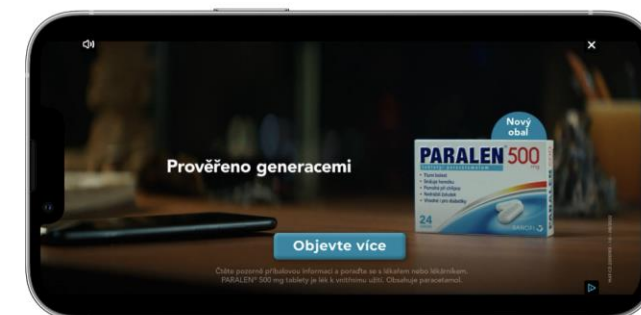 Nový
obal
PARALEN 500
mg
Prověřeno generacemi
24
SANOFI
Objevte více
Čtěte pozorně příbalovou informaci a poraďte se s lékařem nebo lékárníkem.
PARALEN® 500 mg tablety je lék k vnitřnímu užití. Obsahuje paracetamol.